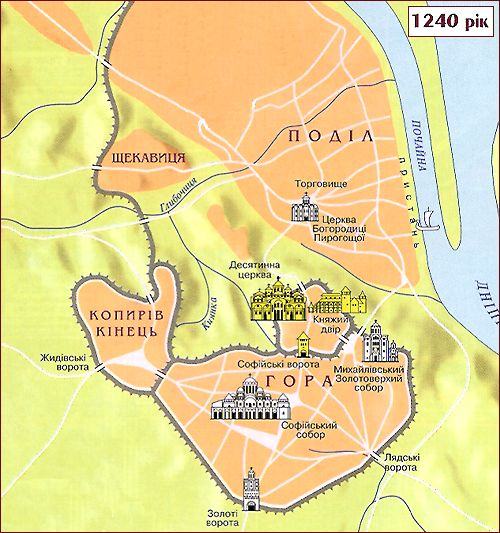 1240 рік
ПОДІЛ
ПОЧАЙНА
ЩЕКАВИЦЯ
пристань
Торговище
Глибочиця
Церква
Богородиці
Пирогощої
Десятинна
церква
ДНІП
КОПИРІВ
КІНЕЦЬ
Киянка
Княжий
двір
Жидівські
ворота
Софійські ворота
Михайлівський
Золотоверхий
собор
ГОРА
Софійський
собор
Лядські
ворота
Золоті
ворота